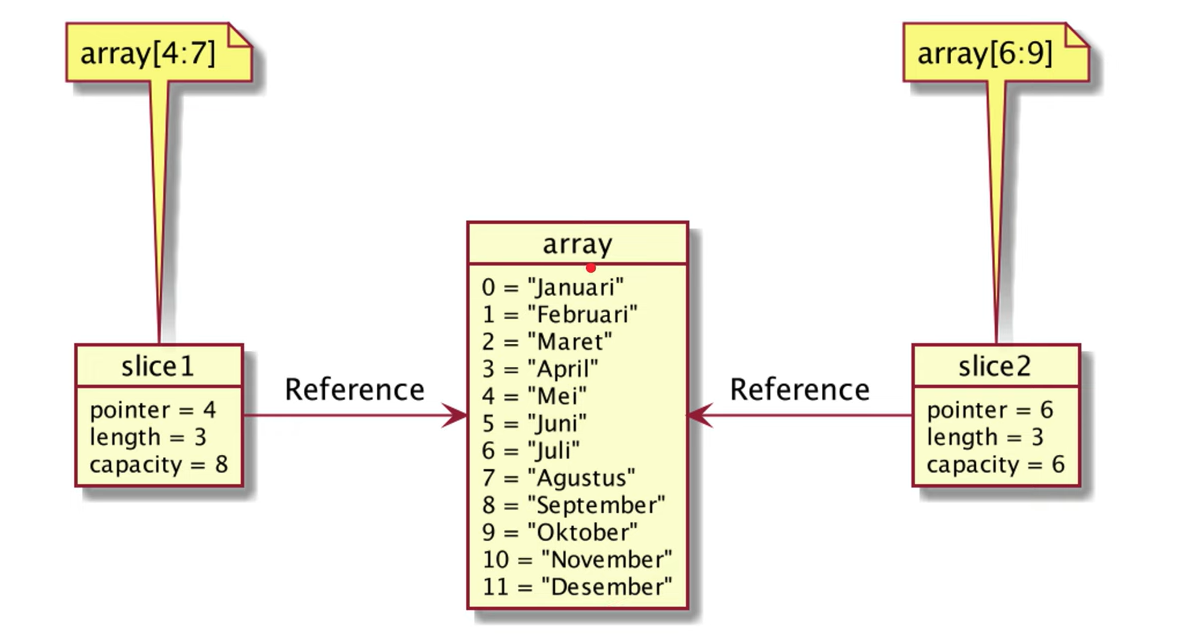 array[4:7]
array[6:9]
array
0 = "Januari"
1 = "Februari"
2 = "Maret"
3 = "April"
4 = "Mei"
5 = "Juni"
6 = "Juli"
7 = "Agustus"
8 = "September"
9 = "Oktober"
10 = "November"
11 = "Desember"
slice1
pointer = 4
length = 3
capacity = 8
Reference
Reference
slice2
pointer = 6
length = 3
capacity = 6